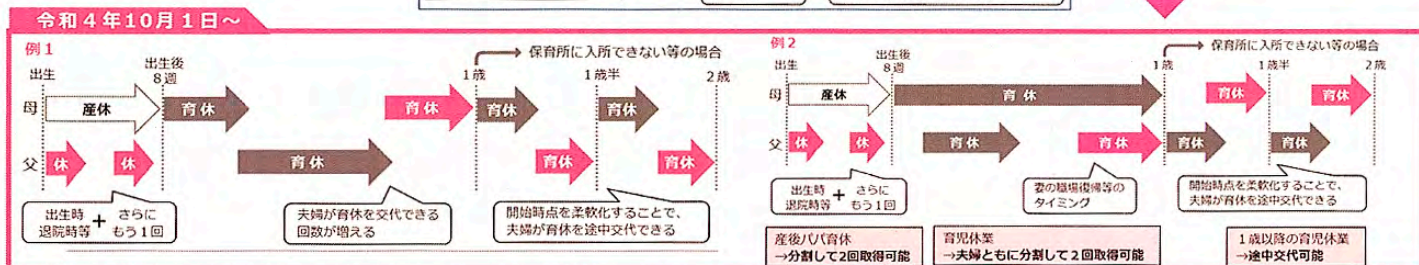 令和4年10月1日～
例1
→ 保育所に入所できない等の場合
出生
出生後
8週
1歳
1歳半
2歳
母
産休
育休
育休
育休
育休
父
休
休
育休
育休
育休
出生時
退院時等
+
さらに
もう1回
夫婦が育休を交代できる
回数が増える
開始時点を柔軟化することで、
夫婦が育休を途中交代できる
例2
→ 保育所に入所できない等の場合
出生
出生後
8週
1歳
1歳半
2歳
母
産休
育休
育休
育休
父
休
休
育休
育休
育休
育休
出生時
退院時等
+
さらに
もう1回
妻の職場復帰等の
タイミング
開始時点を柔軟化することで、
夫婦が育休を途中交代できる
産後パパ育休
→分割して2回取得可能
育児休業
→夫婦ともに分割して2回取得可能
1歳以降の育児休業
→途中交代可能